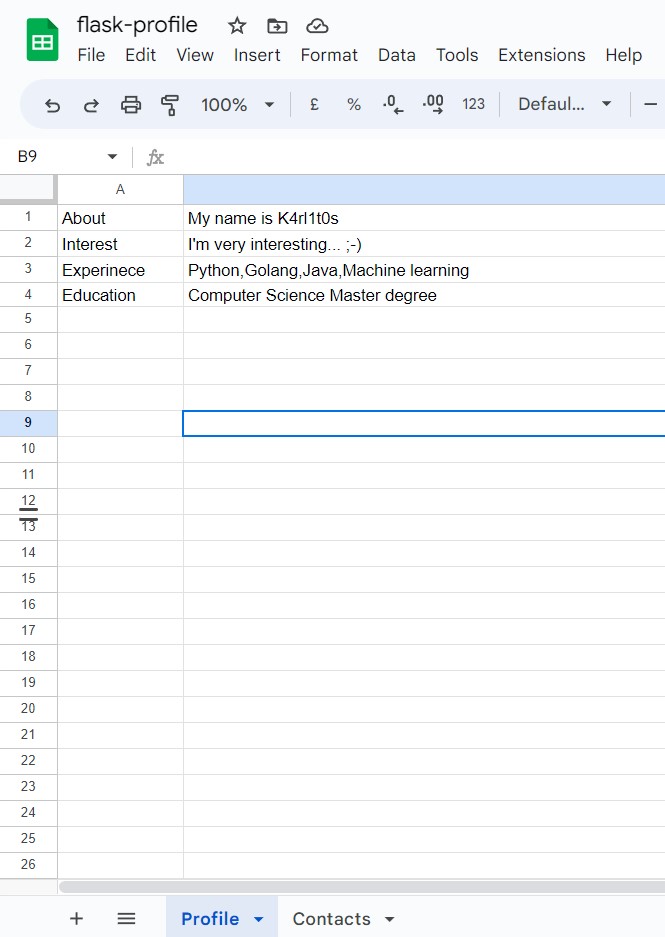 flask-profile
File Edit View Insert Format Data Tools Extensions Help
100% £ % .0 .00 123 Defaul...
B9 fx
A
1 About My name is K4rl1t0s
2 Interest I'm very interesting... ;-)
3 Experinece Python,Golang,Java,Machine learning
4 Education Computer Science Master degree
5
6
7
8
9
10
11
12
13
14
15
16
17
18
19
20
21
22
23
24
25
26
Profile Contacts